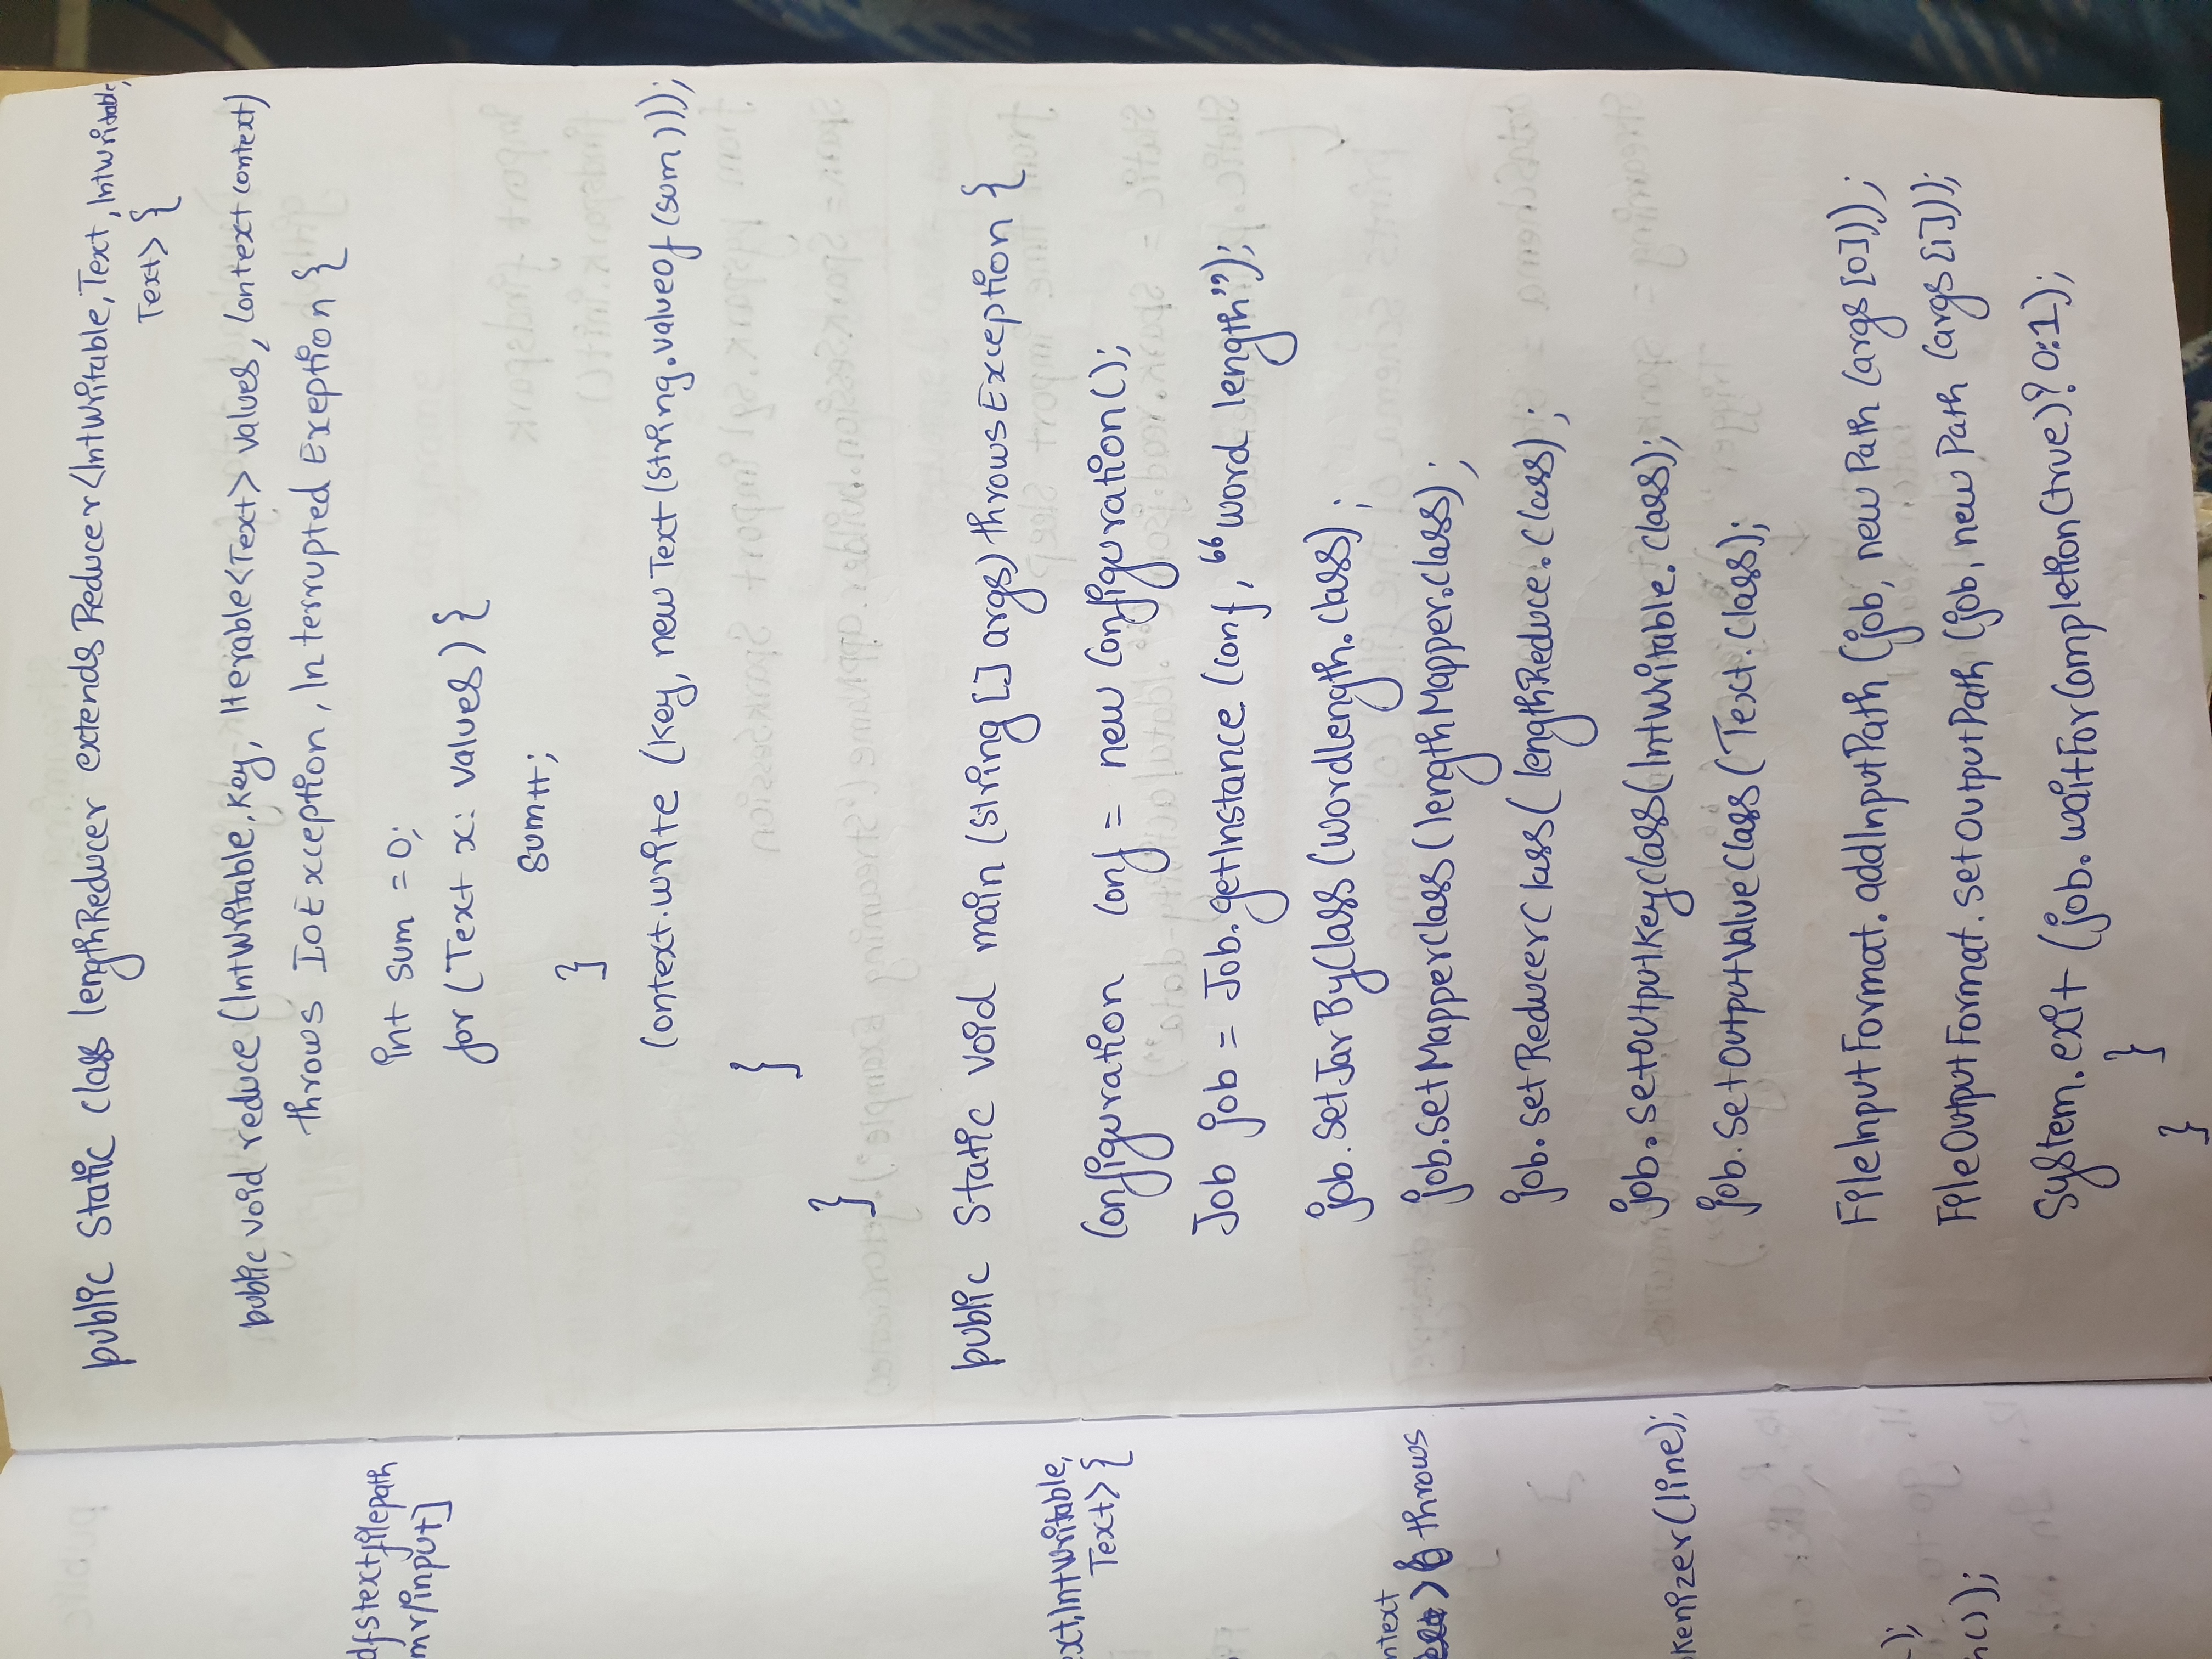 dfstextfilepath
mr/input]
ext,IntWritable,
Text>{
ntext
throws
kenizer(line);
);
n());
public Static class lengthReducer extends Reducer<IntWritable, Text, IntWritable,
Text> {
public void reduce (IntWritable. key, Iterable<Text> values, Context context)
throws IOException, Interrupted Exeption {
int sum = 0;
for (Text x: values) {
sum++;
}
Context.write (key, new Text (String.valueof (sum )));
}
}
public Static void main (String [] args) throws Exception {
Configuration conf = new Configuration();
Job job = Job.getInstance (conf, "word length");
job.setJarByClass (wordLength.class);
job.setMapperClass (lengthMapper.class);
job.setReducerClass( lengthReduce.class);
job.setOutputKeyClass( IntWritable.class);
job.setOutputValueClass ( Text.class);
FileInputFormat.addInputPath (job, new Path (args [0]));
FileOutputFormat.setOutputPath (job, new Path (args [1]));
System.exit (job.waitForCompletion(true)? 0:1);
}
}